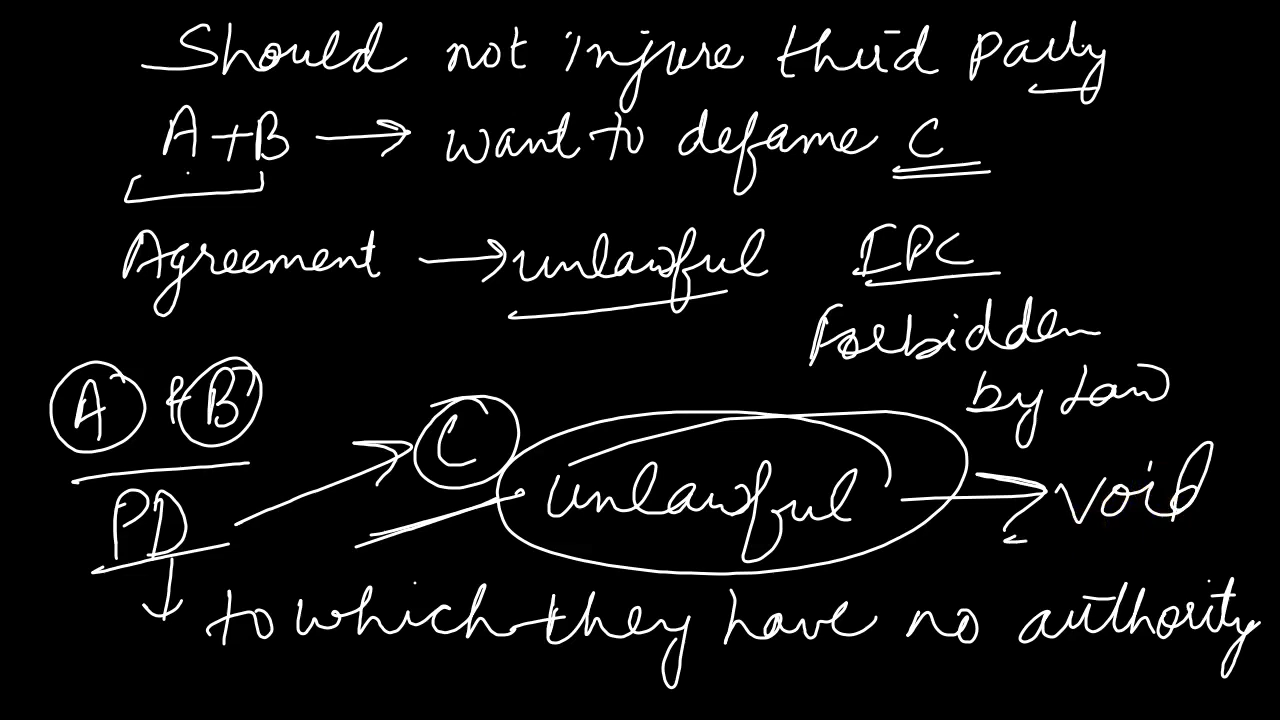 Should not injure third party
A + B → want to defame C
Agreement → unlawful IPC
Forbidden
by Law
A & B C
unlawful → void
PD
to which they have no authority